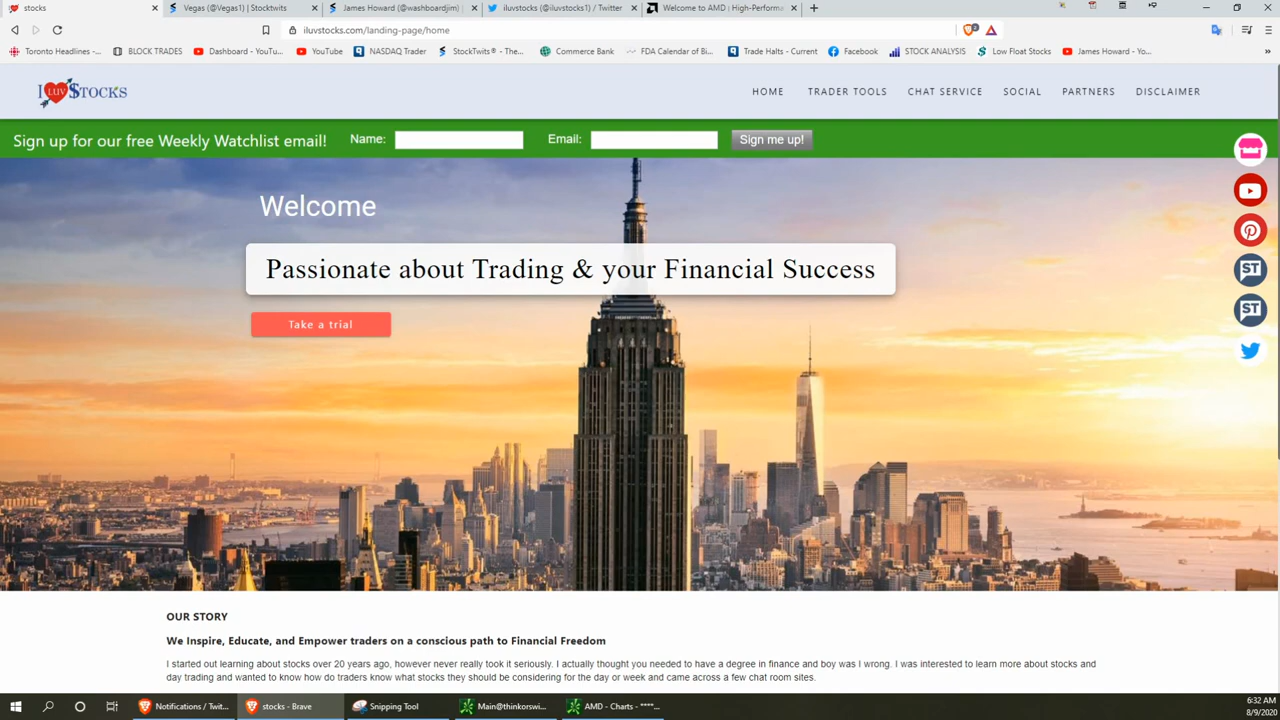 stocks
Vegas (@Vegas1) | Stocktwits
James Howard (@washboardjim) |
iluvstocks (@iluvstocks1) / Twitter
Welcome to AMD | High-Performa
iluvstocks.com/landing-page/home
2
Toronto Headlines -...
BLOCK TRADES
Dashboard - YouTu...
YouTube
NASDAQ Trader
StockTwits® - The...
Commerce Bank
FDA Calendar of Bi...
Trade Halts - Current
Facebook
STOCK ANALYSIS
Low Float Stocks
James Howard - Yo...
I LUV $TOCKS
HOME
TRADER TOOLS
CHAT SERVICE
SOCIAL
PARTNERS
DISCLAIMER
Sign up for our free Weekly Watchlist email!
Name:
Email:
Sign me up!
Welcome
Passionate about Trading & your Financial Success
Take a trial
ST
ST
OUR STORY
We Inspire, Educate, and Empower traders on a conscious path to Financial Freedom
I started out learning about stocks over 20 years ago, however never really took it seriously. I actually thought you needed to have a degree in finance and boy was I wrong. I was interested to learn more about stocks and
day trading and wanted to know how do traders know what stocks they should be considering for the day or week and came across a few chat room sites.
Notifications / Twit...
stocks - Brave
Snipping Tool
Main@thinkorswi...
AMD - Charts - ****...
6:32 AM
8/9/2020